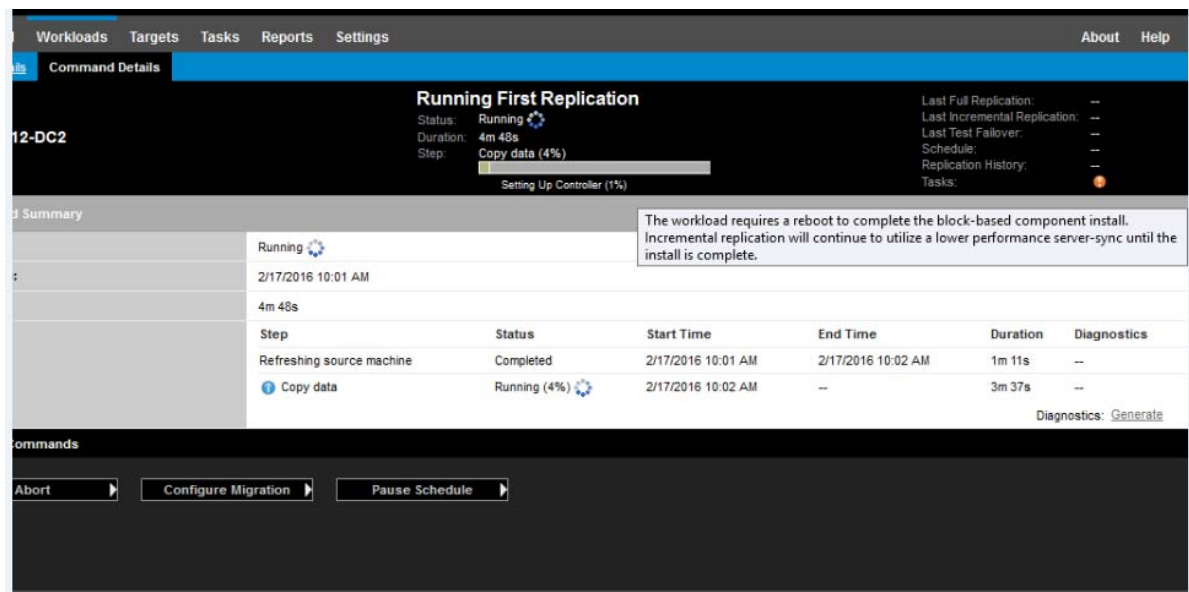 Workloads Targets Tasks Reports Settings About Help
ils Command Details
Running First Replication
Status: Running
Duration: 4m 48s
Step: Copy data (4%)
Setting Up Controller (1%)
12-DC2
Last Full Replication: --
Last Incremental Replication: --
Last Test Failover: --
Schedule: --
Replication History: --
Tasks:
d Summary
The workload requires a reboot to complete the block-based component install.
Incremental replication will continue to utilize a lower performance server-sync until the
install is complete.
Running
: 2/17/2016 10:01 AM
4m 48s
Step Status Start Time End Time Duration Diagnostics
Refreshing source machine Completed 2/17/2016 10:01 AM 2/17/2016 10:02 AM 1m 11s --
Copy data Running (4%) 2/17/2016 10:02 AM -- 3m 37s --
Diagnostics: Generate
ommands
Abort Configure Migration Pause Schedule